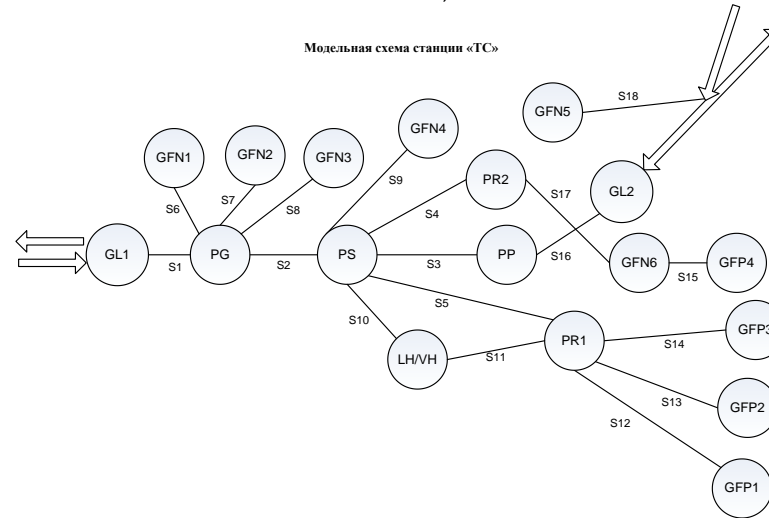 Модельная схема станции «ТС»
S18
GFN5
GFN4
GFN1
GFN2
GFN3
S9
PR2
S17
GL2
S6
S7
S8
S4
GL1
S1
PG
S2
PS
S3
PP
S16
GFN6
S15
GFP4
S10
S5
LH/VH
S11
PR1
S14
GFP3
S13
GFP2
S12
GFP1